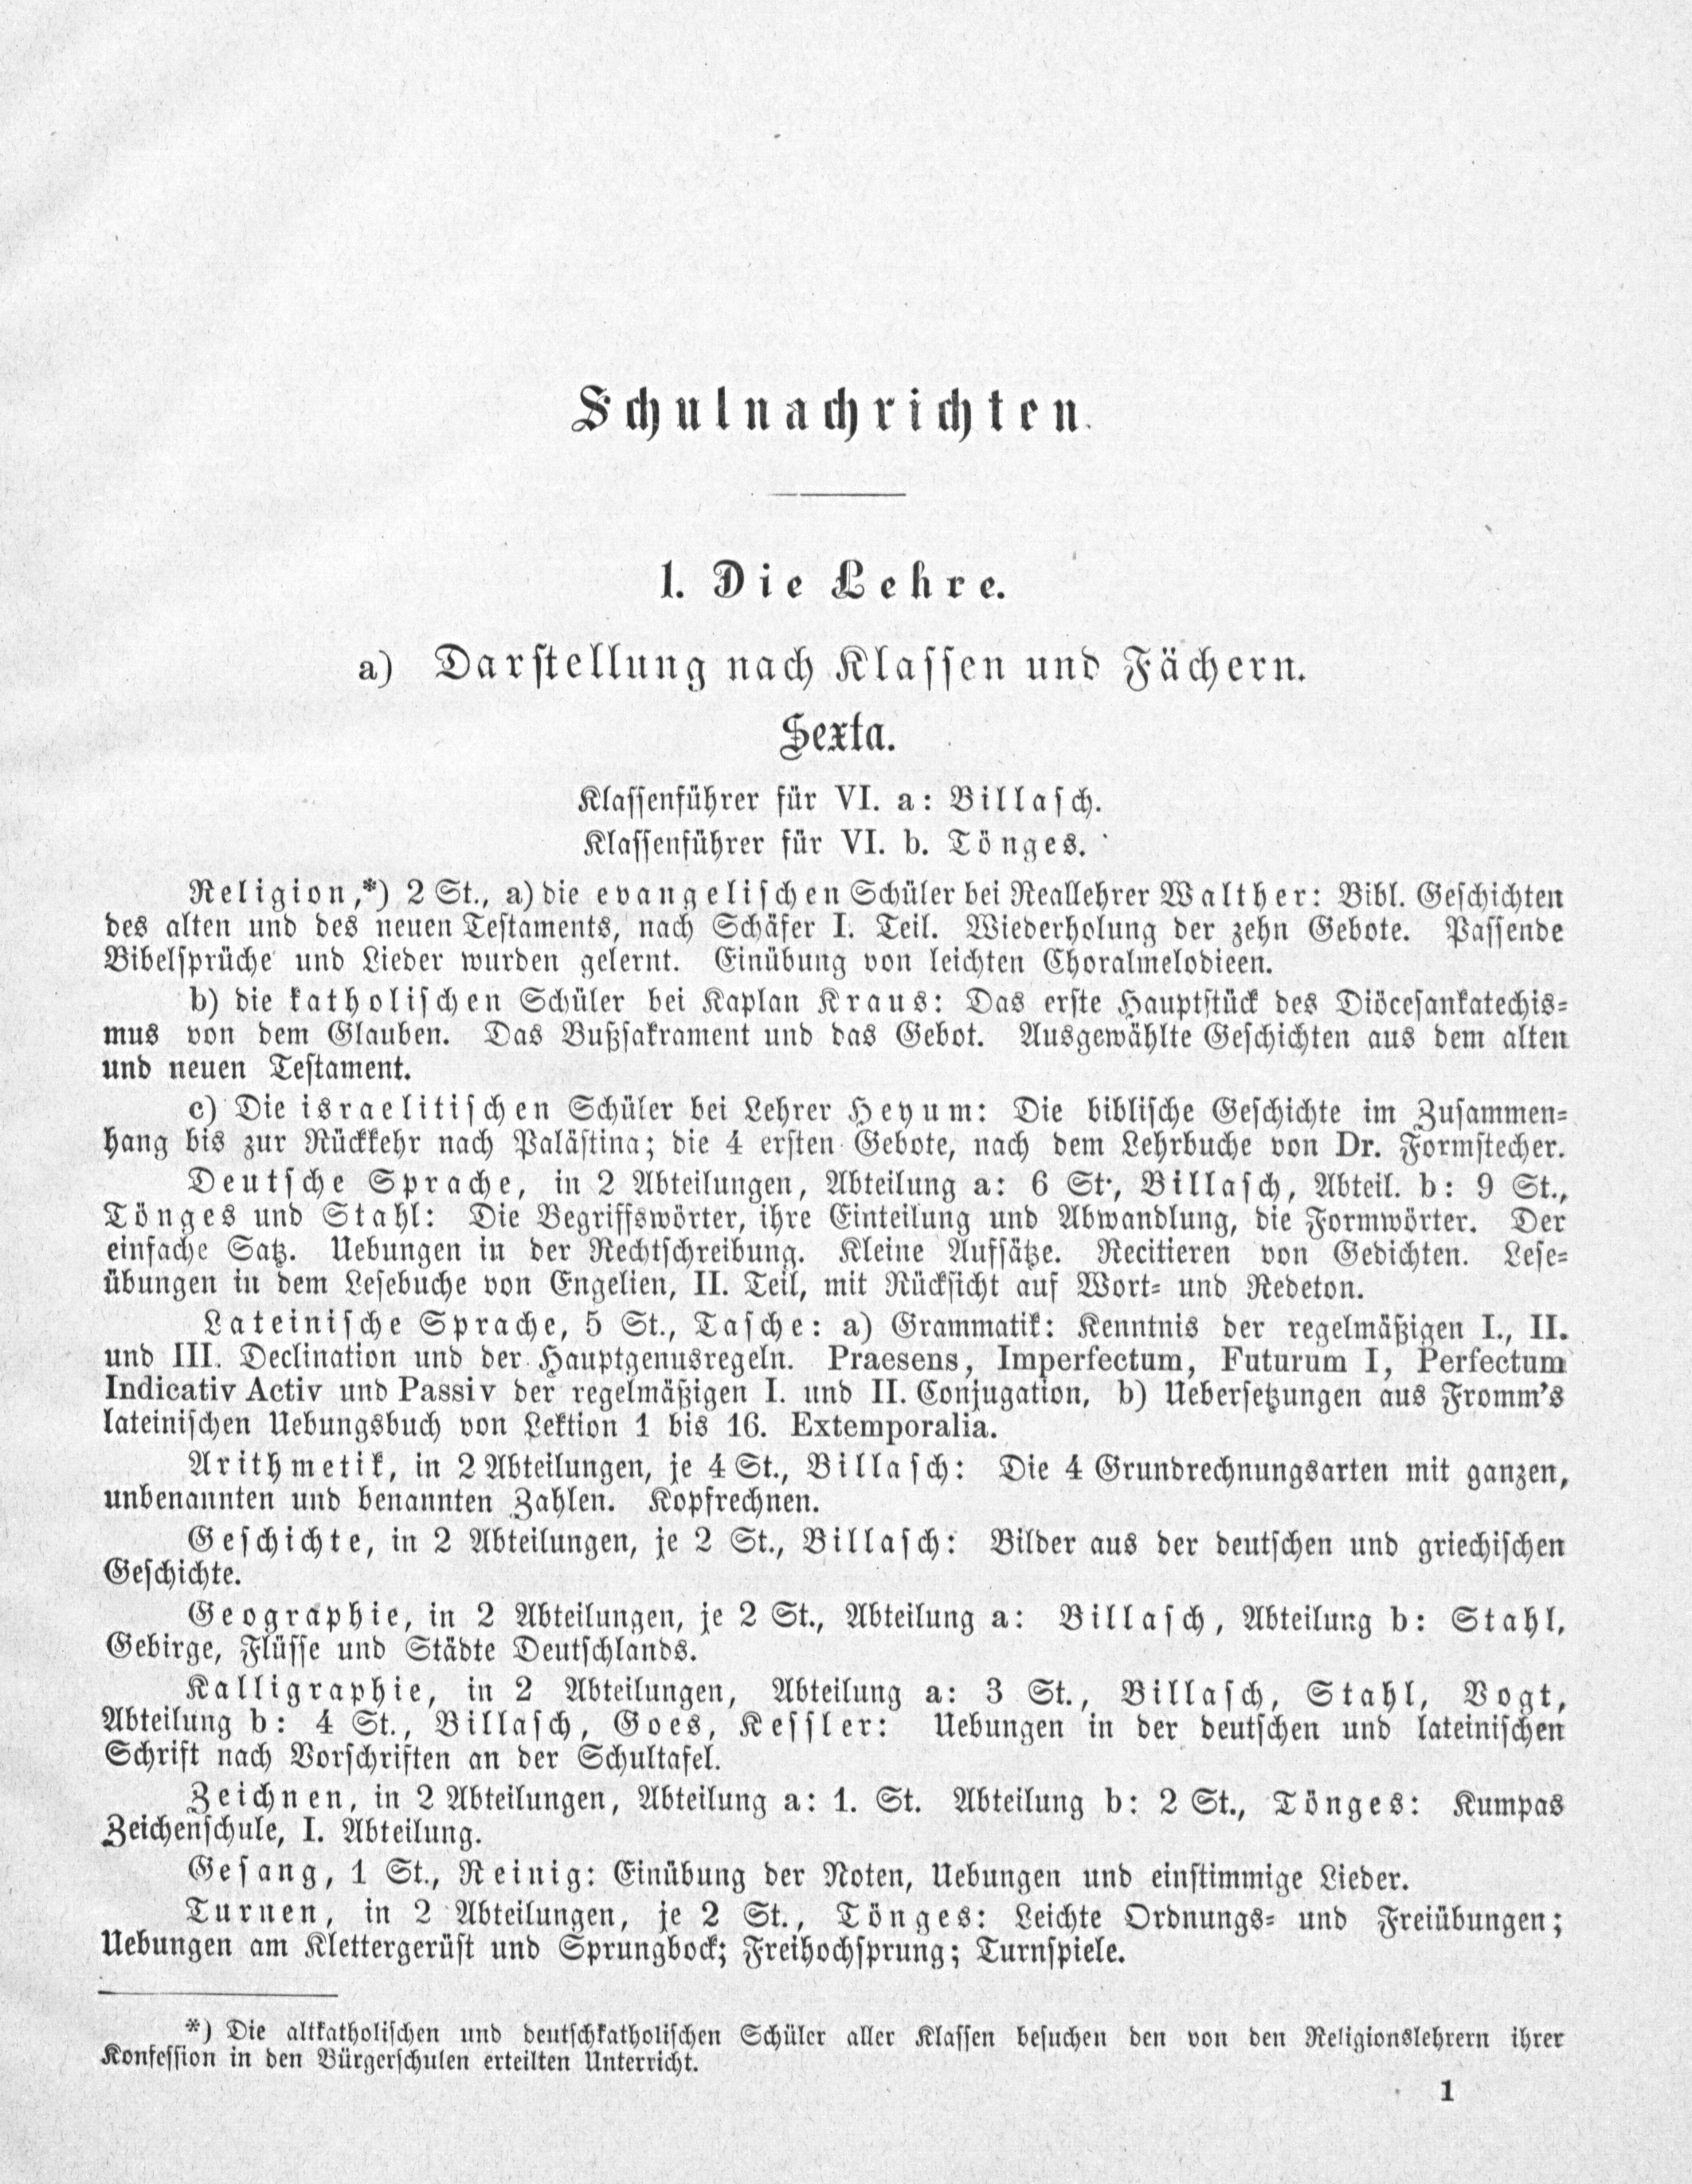 Schulnachrichten.
1. Die Lehre.
a) Darstellung nach Klassen und Fächern.
Sexta.
Klassenführer für VI. a: Billasch.
Klassenführer für VI. b. Tönges.
Religion,*) 2 St., a) die evangelischen Schüler bei Reallehrer Walther: Bibl. Geschichten
des alten und des neuen Testaments, nach Schäfer I. Teil. Wiederholung der zehn Gebote. Passende
Bibelsprüche und Lieder wurden gelernt. Einübung von leichten Choralmelodieen.
b) die katholischen Schüler bei Kaplan Kraus: Das erste Hauptstück des Diöcesankatechis-
mus von dem Glauben. Das Bußsakrament und das Gebot. Ausgewählte Geschichten aus dem alten
und neuen Testament.
c) Die israelitischen Schüler bei Lehrer Heyum: Die biblische Geschichte im Zusammen-
hang bis zur Rückkehr nach Palästina; die 4 ersten Gebote, nach dem Lehrbuche von Dr. Formstecher.
Deutsche Sprache, in 2 Abteilungen, Abteilung a: 6 St., Billasch, Abteil. b: 9 St.,
Tönges und Stahl: Die Begriffswörter, ihre Einteilung und Abwandlung, die Formwörter. Der
einfache Satz. Uebungen in der Rechtschreibung. Kleine Aufsätze. Recitieren von Gedichten. Lese-
übungen in dem Lesebuche von Engelien, II. Teil, mit Rücksicht auf Wort- und Redeton.
Lateinische Sprache, 5 St., Tasche: a) Grammatik: Kenntnis der regelmäßigen I., II.
und III. Declination und der Hauptgenusregeln. Praesens, Imperfectum, Futurum I, Perfectum
Indicativ Activ und Passiv der regelmäßigen I. und II. Conjugation, b) Uebersetzungen aus Fromm's
lateinischen Uebungsbuch von Lektion 1 bis 16. Extemporalia.
Arithmetik, in 2 Abteilungen, je 4 St., Billasch: Die 4 Grundrechnungsarten mit ganzen,
unbenannten und benannten Zahlen. Kopfrechnen.
Geschichte, in 2 Abteilungen, je 2 St., Billasch: Bilder aus der deutschen und griechischen
Geschichte.
Geographie, in 2 Abteilungen, je 2 St., Abteilung a: Billasch, Abteilung b: Stahl,
Gebirge, Flüsse und Städte Deutschlands.
Kalligraphie, in 2 Abteilungen, Abteilung a: 3 St., Billasch, Stahl, Vogt,
Abteilung b: 4 St., Billasch, Goes, Kessler: Uebungen in der deutschen und lateinischen
Schrift nach Vorschriften an der Schultafel.
Zeichnen, in 2 Abteilungen, Abteilung a: 1. St. Abteilung b: 2 St., Tönges: Kumpas
Zeichenschule, I. Abteilung.
Gesang, 1 St., Reinig: Einübung der Noten, Uebungen und einstimmige Lieder.
Turnen, in 2 Abteilungen, je 2 St., Tönges: Leichte Ordnungs- und Freiübungen;
Uebungen am Klettergerüst und Sprungbock; Freihochsprung; Turnspiele.
*) Die altkatholischen und deutschkatholischen Schüler aller Klassen besuchen den von den Religionslehrern ihrer
Konfession in den Bürgerschulen erteilten Unterricht.
1